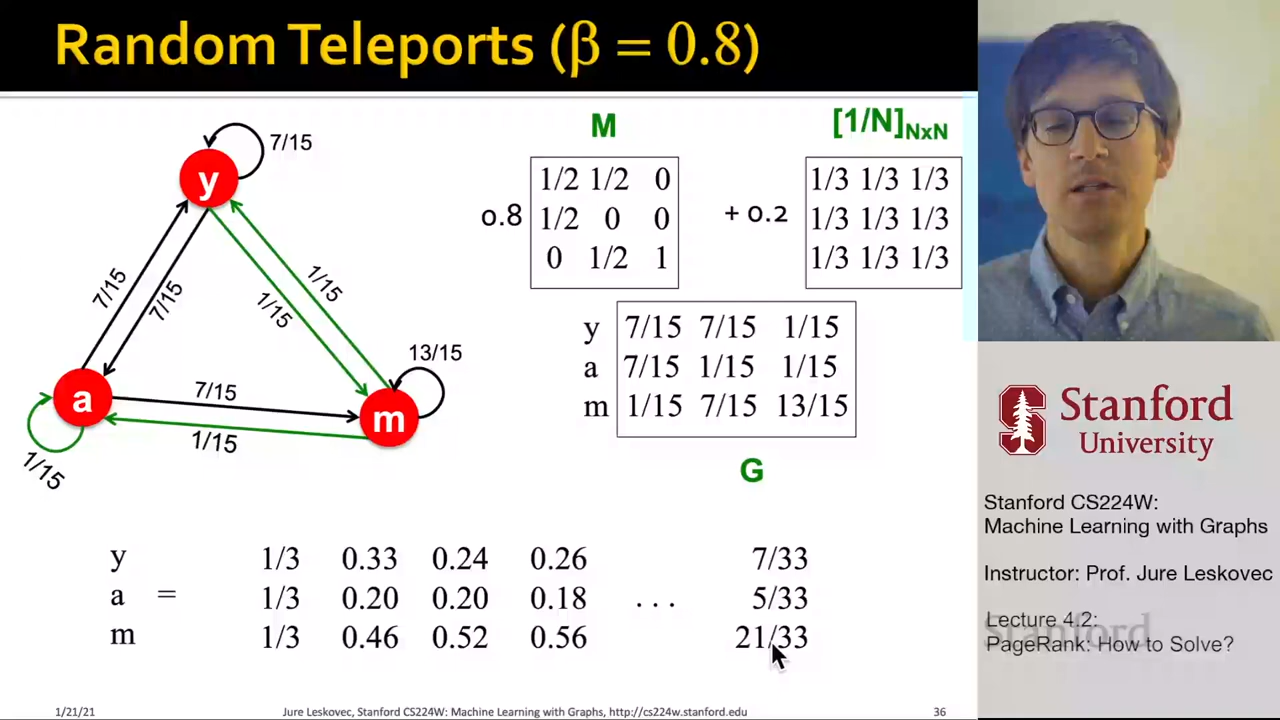 Random Teleports (β = 0.8)
M
[1/N]NxN
7/15
y
1/2 1/2 0
1/3 1/3 1/3
0.8
1/2 0 0
+ 0.2
1/3 1/3 1/3
0 1/2 1
1/3 1/3 1/3
7/15
7/15
1/15
1/15
y 7/15 7/15 1/15
a 7/15 1/15 1/15
m 1/15 7/15 13/15
13/15
a
7/15
m
1/15
1/15
G
y 1/3 0.33 0.24 0.26 7/33
a = 1/3 0.20 0.20 0.18 . . . 5/33
m 1/3 0.46 0.52 0.56 21/33
1/21/21
Jure Leskovec, Stanford CS224W: Machine Learning with Graphs, http://cs224w.stanford.edu
36
S
Stanford
University
Stanford CS224W:
Machine Learning with Graphs
Instructor: Prof. Jure Leskovec
Lecture 4.2:
PageRank: How to Solve?
Stanford